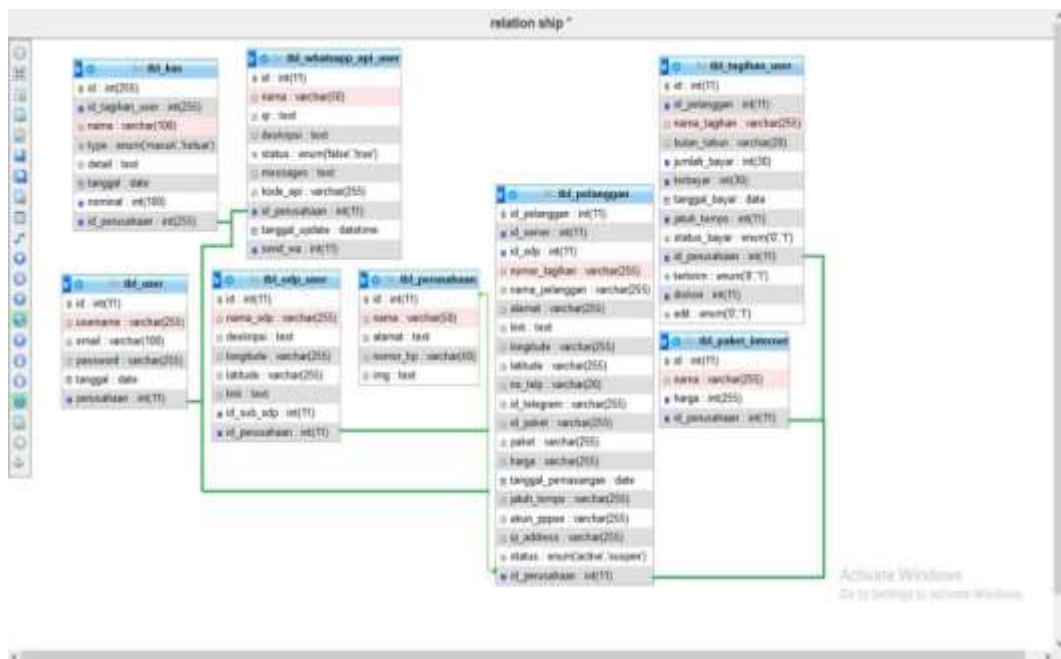 relation ship *
tbl_kas
id : int(255)
id_tagihan_user : int(255)
nama : varchar(100)
type : enum('masuk','keluar')
detail : text
tanggal : date
nominal : int(100)
id_perusahaan : int(255)
tbl_whatsapp_api_user
id : int(11)
nama : varchar(50)
qr : text
deskripsi : text
status : enum('false','true')
messages : text
kode_api : varchar(255)
id_perusahaan : int(11)
tanggal_update : datetime
send_wa : int(11)
tbl_tagihan_user
id : int(11)
id_pelanggan : int(11)
nama_tagihan : varchar(255)
bulan_tahun : varchar(20)
jumlah_bayar : int(30)
terbayar : int(30)
tanggal_bayar : date
jatuh_tempo : int(11)
status_bayar : enum('0','1')
id_perusahaan : int(11)
terkirim : enum('0','1')
diskon : int(11)
edit : enum('0','1')
tbl_pelanggan
id_pelanggan : int(11)
id_server : int(11)
id_odp : int(11)
nomor_tagihan : varchar(255)
nama_pelanggan : varchar(255)
alamat : varchar(255)
link : text
longitude : varchar(255)
latitude : varchar(255)
no_telp : varchar(20)
id_telegram : varchar(255)
id_paket : varchar(255)
paket : varchar(255)
harga : varchar(255)
tanggal_pemasangan : date
jatuh_tempo : varchar(255)
akun_pppoe : varchar(255)
ip_address : varchar(255)
status : enum('active','suspen')
id_perusahaan : int(11)
tbl_user
id : int(11)
username : varchar(255)
email : varchar(100)
password : varchar(255)
tanggal : date
perusahaan : int(11)
tbl_odp_user
id : int(11)
nama_odp : varchar(255)
deskripsi : text
longitude : varchar(255)
latitude : varchar(255)
link : text
id_sub_odp : int(11)
id_perusahaan : int(11)
tbl_perusahaan
id : int(11)
nama : varchar(50)
alamat : text
nomor_hp : varchar(50)
img : text
tbl_paket_internet
id : int(11)
nama : varchar(255)
harga : int(255)
id_perusahaan : int(11)
Activate Windows
Go to Settings to activate Windows.